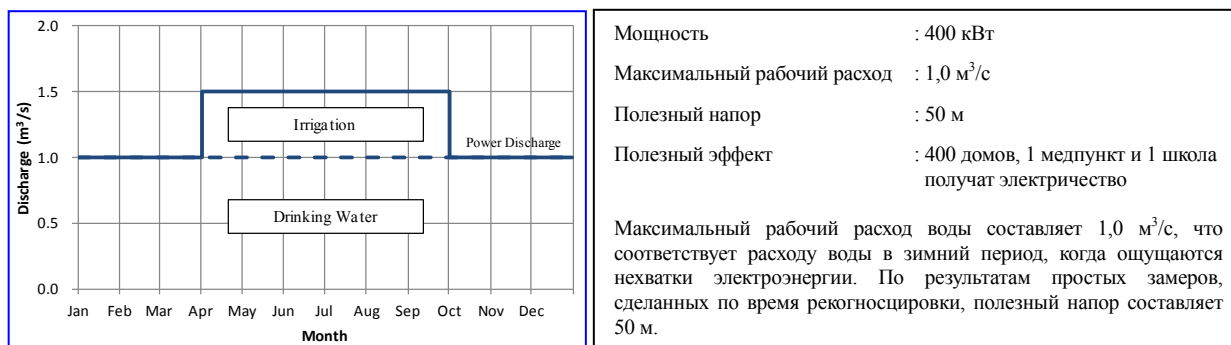 2.0
1.5
1.0
0.5
0.0
Discharge (m³/s)
Irrigation
Power Discharge
Drinking Water
Jan Feb Mar Apr May Jun Jul Aug Sep Oct Nov Dec
Month
Мощность : 400 кВт
Максимальный рабочий расход : 1,0 м³/с
Полезный напор : 50 м
Полезный эффект : 400 домов, 1 медпункт и 1 школа
получат электричество
Максимальный рабочий расход воды составляет 1,0 м³/с, что
соответствует расходу воды в зимний период, когда ощущаются
нехватки электроэнергии. По результатам простых замеров,
сделанных по время рекогносцировки, полезный напор составляет
50 м.